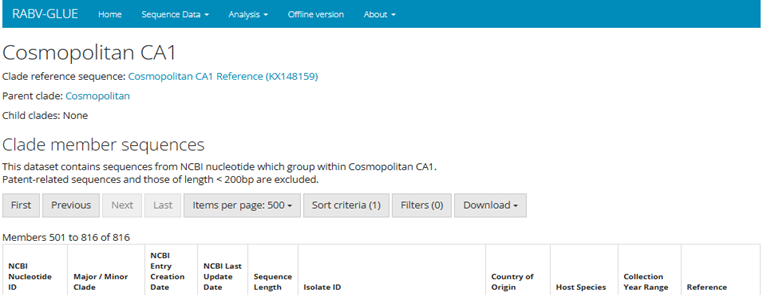 RABV-GLUE Home Sequence Data Analysis Offline version About
Cosmopolitan CA1
Clade reference sequence: Cosmopolitan CA1 Reference (KX148159)
Parent clade: Cosmopolitan
Child clades: None
Clade member sequences
This dataset contains sequences from NCBI nucleotide which group within Cosmopolitan CA1.
Patent-related sequences and those of length < 200bp are excluded.
First Previous Next Last Items per page: 500 Sort criteria (1) Filters (0) Download
Members 501 to 816 of 816
NCBI Nucleotide ID
Major / Minor Clade
NCBI Entry Creation Date
NCBI Last Update Date
Sequence Length
Isolate ID
Country of Origin
Host Species
Collection Year Range
Reference